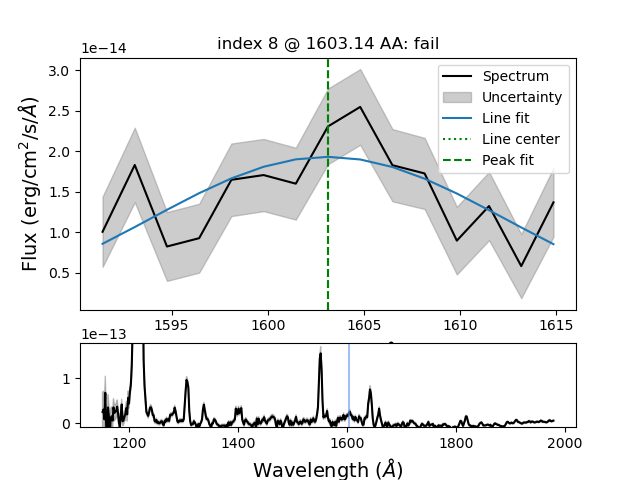 index 8 @ 1603.14 AA: fail
1e−14
3.0
2.5
2.0
1.5
1.0
0.5
Flux (erg/cm²/s/Å)
Spectrum
Uncertainty
Line fit
Line center
Peak fit
1595
1600
1605
1610
1615
1e−13
1
0
1200
1400
1600
1800
2000
Wavelength (Å)